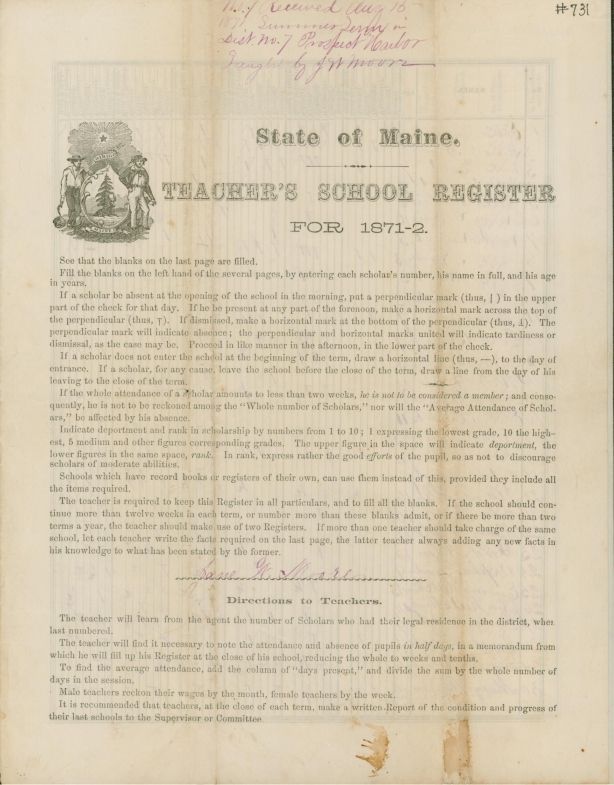 #731
Received Aug 16
1871. Summer Term in
Dist. No. 7 Prospect Harbor
Taught by J W Moore
State of Maine.
TEACHER'S SCHOOL REGISTER
FOR 1871-2.
See that the blanks on the last page are filled.
Fill the blanks on the left hand of the several pages, by entering each scholar's number, his name in full, and his age
in years.
If a scholar be absent at the opening of the school in the morning, put a perpendicular mark (thus, | ) in the upper
part of the check for that day. If he be present at any part of the forenoon, make a horizontal mark across the top of
the perpendicular (thus, ┬). If dismissed, make a horizontal mark at the bottom of the perpendicular (thus, ┴). The
perpendicular mark will indicate absence; the perpendicular and horizontal marks united will indicate tardiness or
dismissal, as the case may be. Proceed in like manner in the afternoon, in the lower part of the check.
If a scholar does not enter the school at the beginning of the term, draw a horizontal line (thus, —), to the day of
entrance. If a scholar, for any cause, leave the school before the close of the term, draw a line from the day of his
leaving to the close of the term.
If the whole attendance of a scholar amounts to less than two weeks, he is not to be considered a member; and conse-
quently, he is not to be reckoned among the "Whole number of Scholars," nor will the "Average Attendance of Schol-
ars," be affected by his absence.
Indicate deportment and rank in scholarship by numbers from 1 to 10; 1 expressing the lowest grade, 10 the high-
est, 5 medium and other figures corresponding grades. The upper figure in the space will indicate deportment, the
lower figures in the same space, rank. In rank, express rather the good efforts of the pupil, so as not to discourage
scholars of moderate abilities.
Schools which have record books or registers of their own, can use them instead of this, provided they include all
the items required.
The teacher is required to keep this Register in all particulars, and to fill all the blanks. If the school should con-
tinue more than twelve weeks in each term, or number more than these blanks admit, or if there be more than two
terms a year, the teacher should make use of two Registers. If more than one teacher should take charge of the same
school, let each teacher write the facts required on the last page, the latter teacher always adding any new facts in
his knowledge to what has been stated by the former.
Jane W. Moore
Directions to Teachers.
The teacher will learn from the agent the number of Scholars who had their legal residence in the district, when
last numbered.
The teacher will find it necessary to note the attendance and absence of pupils in half days, in a memorandum from
which he will fill up his Register at the close of his school, reducing the whole to weeks and tenths.
To find the average attendance, add the column of "days present," and divide the sum by the whole number of
days in the session.
Male teachers reckon their wages by the month, female teachers by the week.
It is recommended that teachers, at the close of each term, make a written Report of the condition and progress of
their last schools to the Supervisor or Committee.